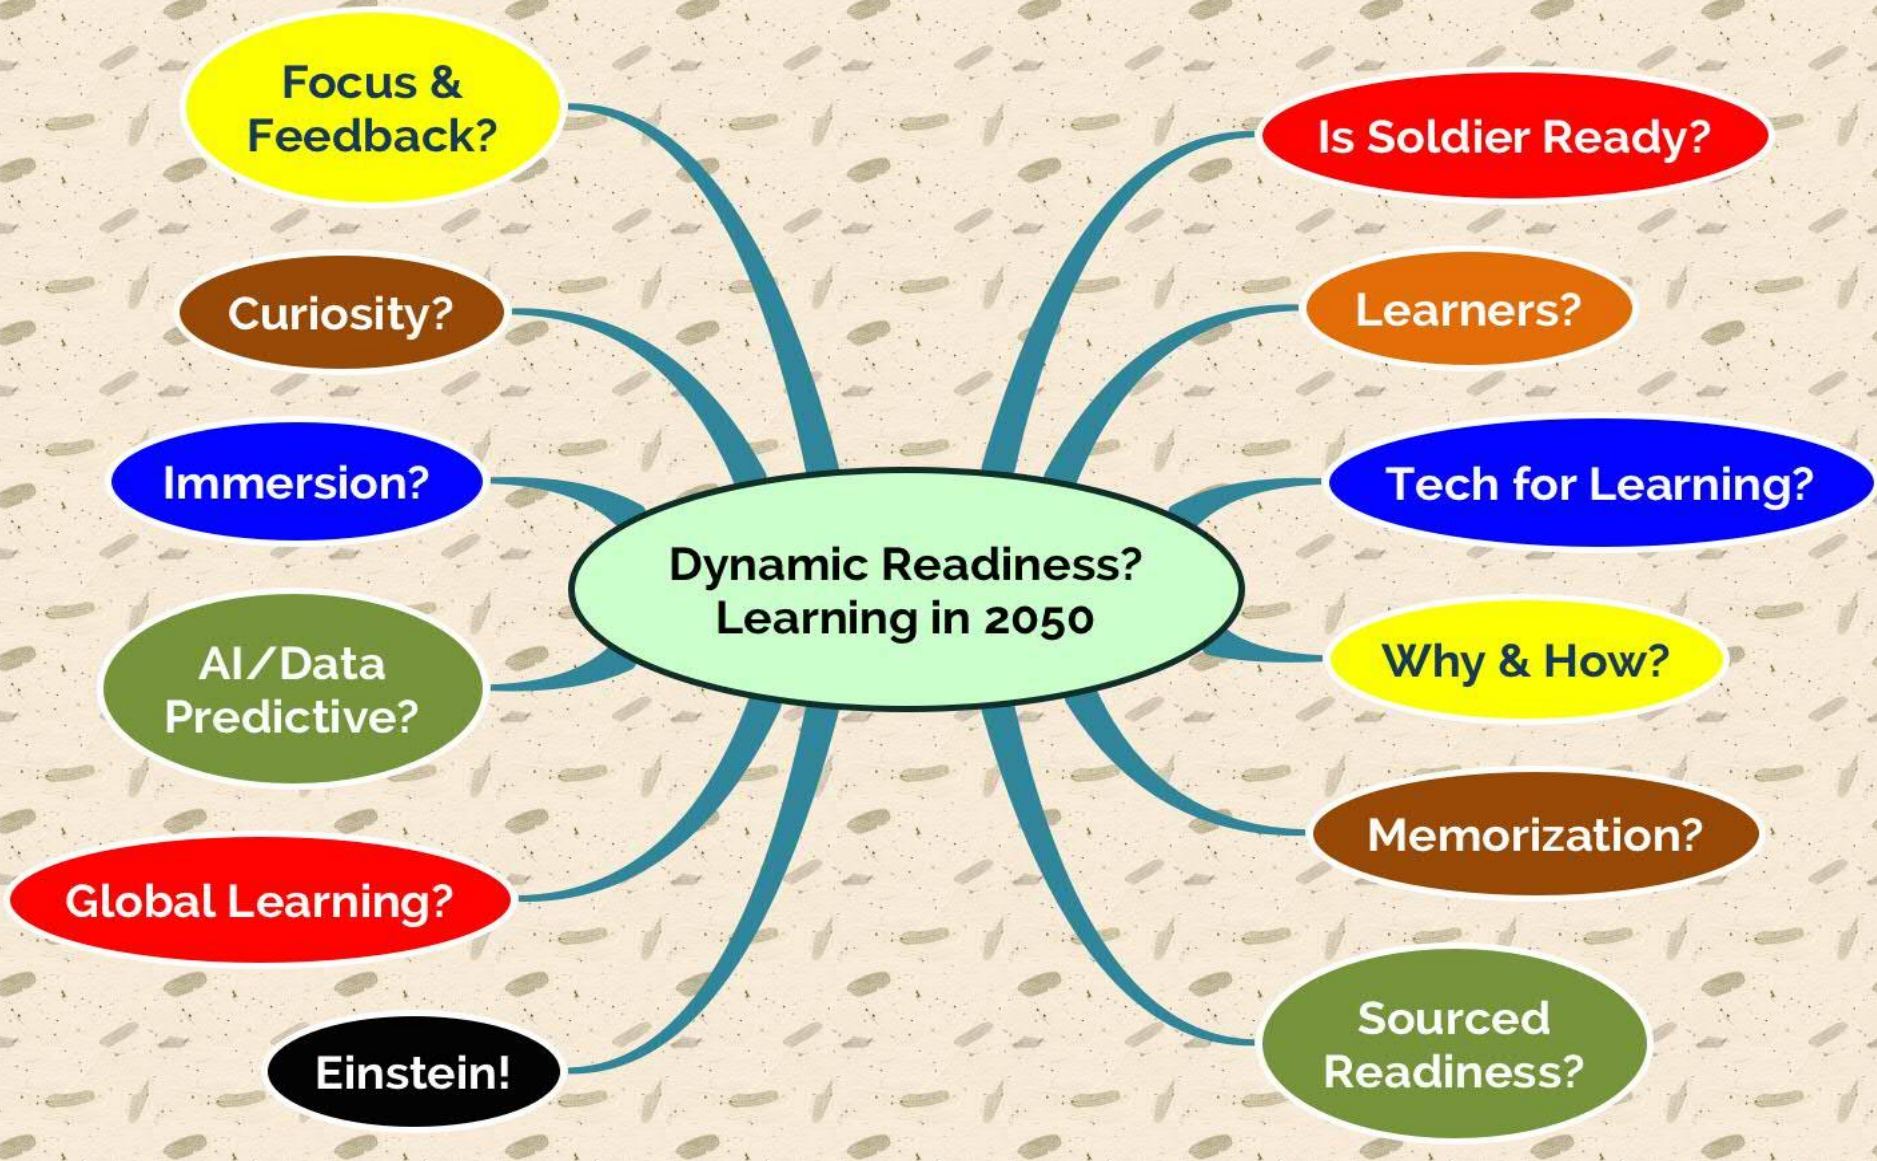 Focus &
Feedback?
Curiosity?
Immersion?
AI/Data
Predictive?
Global Learning?
Einstein!
Dynamic Readiness?
Learning in 2050
Is Soldier Ready?
Learners?
Tech for Learning?
Why & How?
Memorization?
Sourced
Readiness?